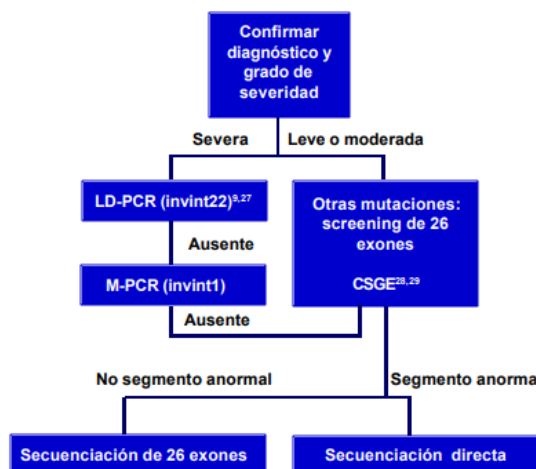 Confirmar
diagnóstico y
grado de
severidad
Severa
Leve o moderada
LD-PCR (invint22)9,27
Otras mutaciones:
screening de 26
exones
CSGE28,29
Ausente
M-PCR (invint1)
Ausente
No segmento anormal
Segmento anormal
Secuenciación de 26 exones
Secuenciación directa